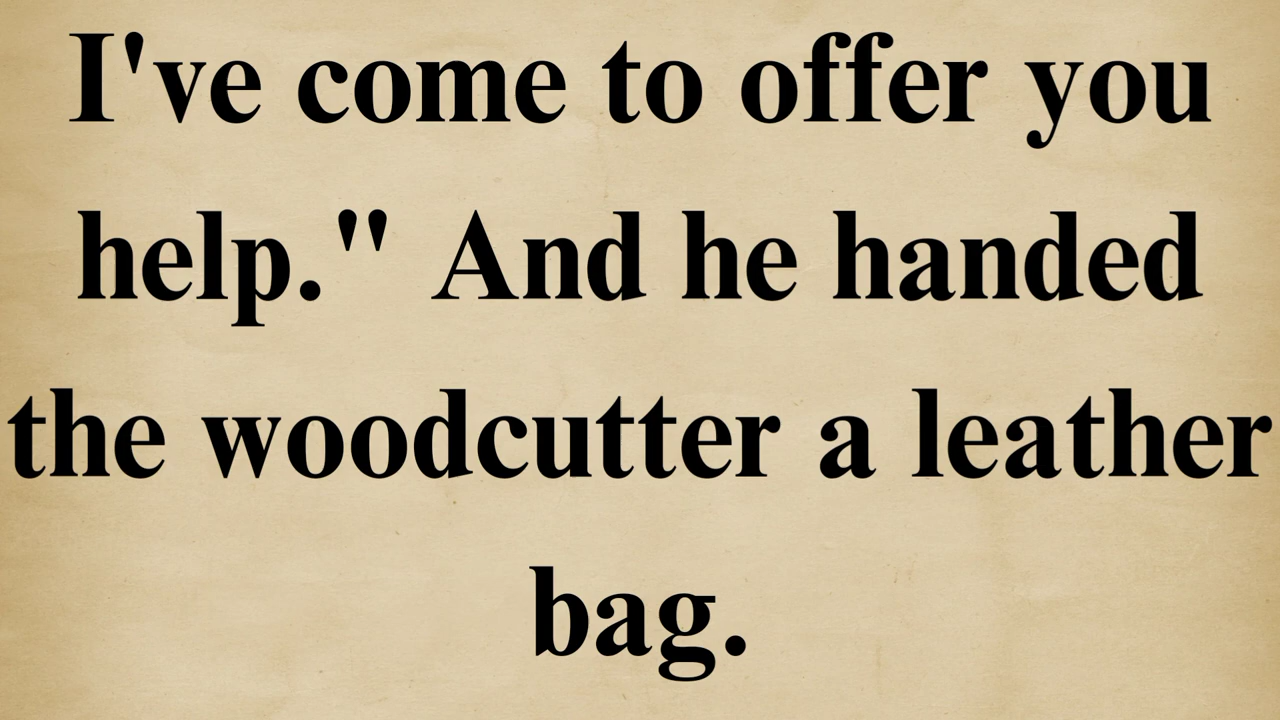 I've come to offer you
help." And he handed
the woodcutter a leather
bag.